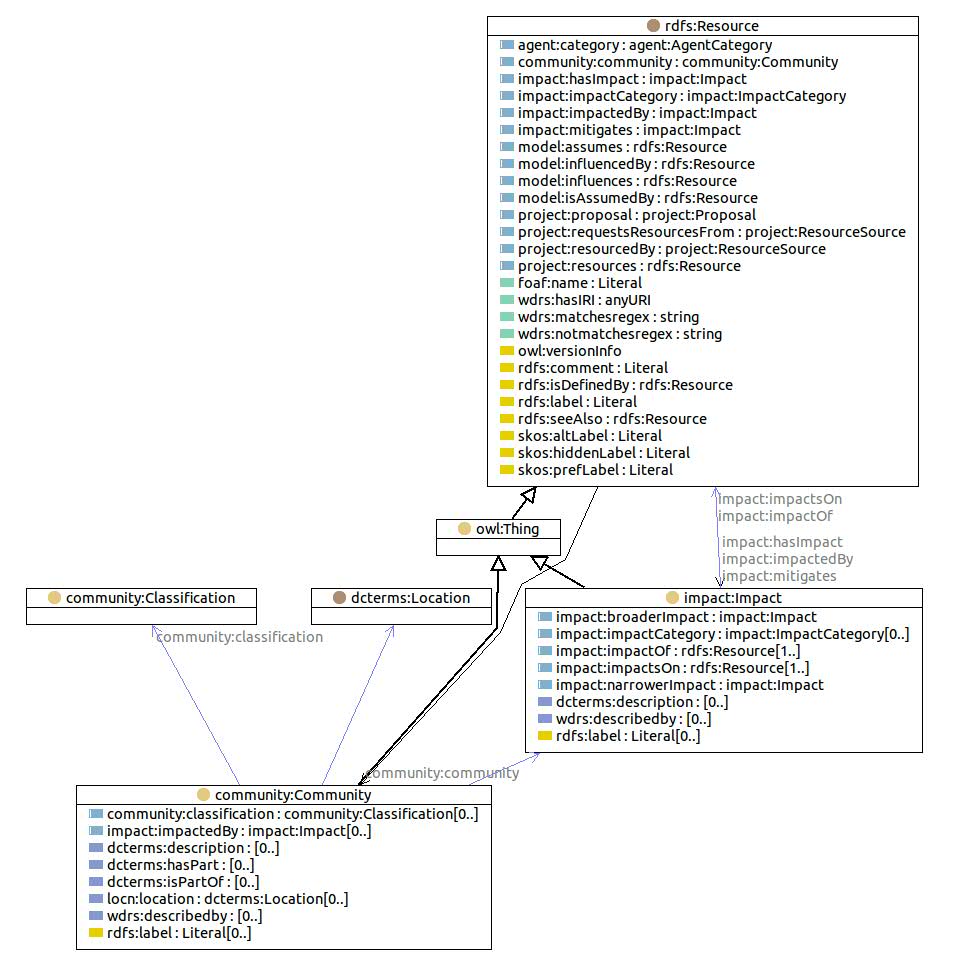 rdfs:Resource
agent:category : agent:AgentCategory
community:community : community:Community
impact:hasImpact : impact:Impact
impact:impactCategory : impact:ImpactCategory
impact:impactedBy : impact:Impact
impact:mitigates : impact:Impact
model:assumes : rdfs:Resource
model:influencedBy : rdfs:Resource
model:influences : rdfs:Resource
model:isAssumedBy : rdfs:Resource
project:proposal : project:Proposal
project:requestsResourcesFrom : project:ResourceSource
project:resourcedBy : project:ResourceSource
project:resources : rdfs:Resource
foaf:name : Literal
wdrs:hasIRI : anyURI
wdrs:matchesregex : string
wdrs:notmatchesregex : string
owl:versionInfo
rdfs:comment : Literal
rdfs:isDefinedBy : rdfs:Resource
rdfs:label : Literal
rdfs:seeAlso : rdfs:Resource
skos:altLabel : Literal
skos:hiddenLabel : Literal
skos:prefLabel : Literal
impact:impactsOn
impact:impactOf
owl:Thing
impact:hasImpact
impact:impactedBy
impact:mitigates
community:Classification
dcterms:Location
impact:Impact
impact:broaderImpact : impact:Impact
impact:impactCategory : impact:ImpactCategory[0..]
impact:impactOf : rdfs:Resource[1..]
impact:impactsOn : rdfs:Resource[1..]
impact:narrowerImpact : impact:Impact
dcterms:description : [0..]
wdrs:describedby : [0..]
rdfs:label : Literal[0..]
community:classification
community:community
community:Community
community:classification : community:Classification[0..]
impact:impactedBy : impact:Impact[0..]
dcterms:description : [0..]
dcterms:hasPart : [0..]
dcterms:isPartOf : [0..]
locn:location : dcterms:Location[0..]
wdrs:describedby : [0..]
rdfs:label : Literal[0..]